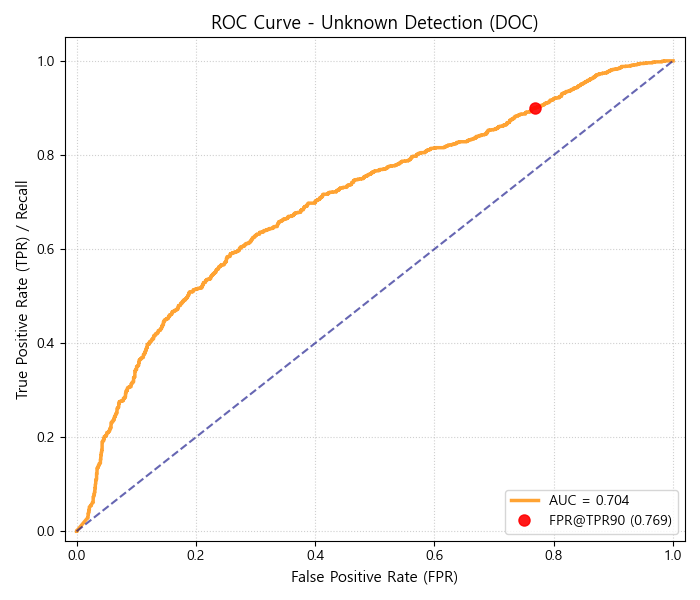 ROC Curve - Unknown Detection (DOC)
True Positive Rate (TPR) / Recall
1.0
0.8
0.6
0.4
0.2
0.0
0.0 0.2 0.4 0.6 0.8 1.0
False Positive Rate (FPR)
AUC = 0.704
FPR@TPR90 (0.769)